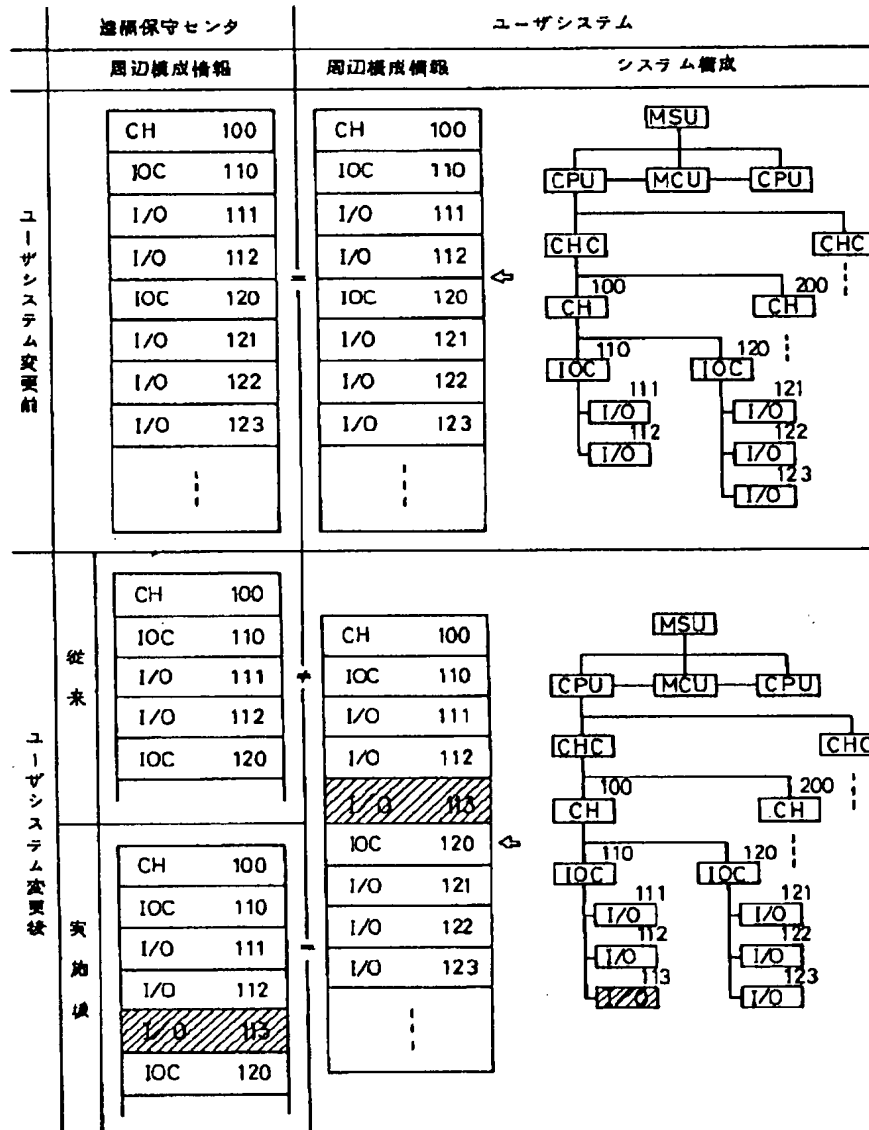 遠隔保守センタ
ユーザシステム
周辺構成情報
周辺構成情報
システム構成
ユーザシステム変更前
CH 100
IOC 110
I/O 111
I/O 112
IOC 120
I/O 121
I/O 122
I/O 123
=
CH 100
IOC 110
I/O 111
I/O 112
IOC 120
I/O 121
I/O 122
I/O 123
MSU
CPU MCU CPU
CHC CHC
100 200
CH CH
110 120
IOC IOC
111 121
I/O I/O
112 122
I/O I/O
123
I/O
ユーザシステム変更後
従来
CH 100
IOC 110
I/O 111
I/O 112
IOC 120
≠
実施後
CH 100
IOC 110
I/O 111
I/O 112
I/O 113
IOC 120
=
CH 100
IOC 110
I/O 111
I/O 112
I/O 113
IOC 120
I/O 121
I/O 122
I/O 123
MSU
CPU MCU CPU
CHC CHC
100 200
CH CH
110 120
IOC IOC
111 121
I/O I/O
112 122
I/O I/O
113 123
I/O I/O